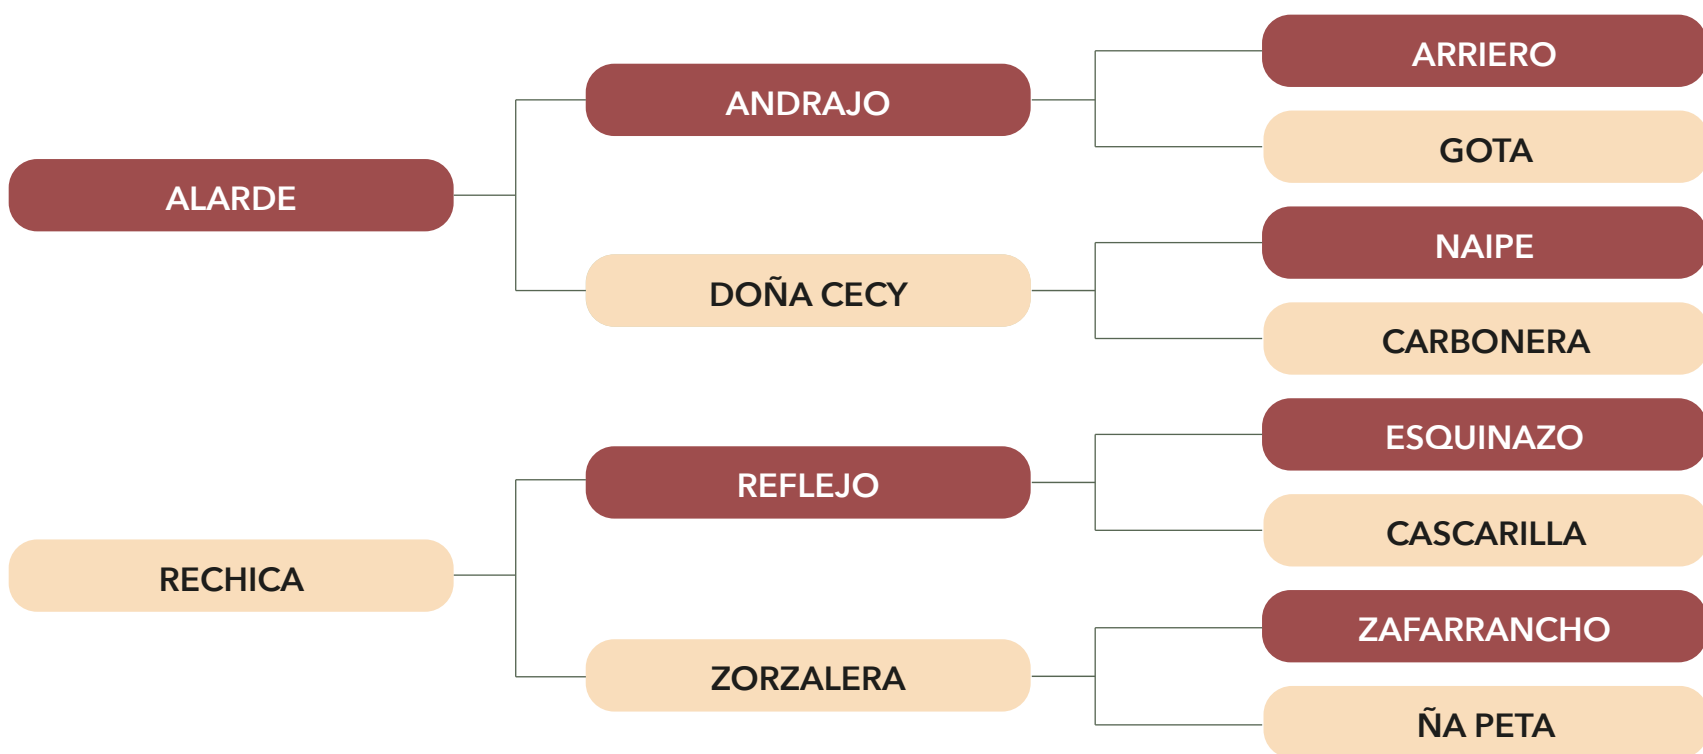 ARRIERO
ANDRAJO
GOTA
ALARDE
NAIPE
DOÑA CECY
CARBONERA
ESQUINAZO
REFLEJO
CASCARILLA
RECHICA
ZAFARRANCHO
ZORZALERA
ÑA PETA